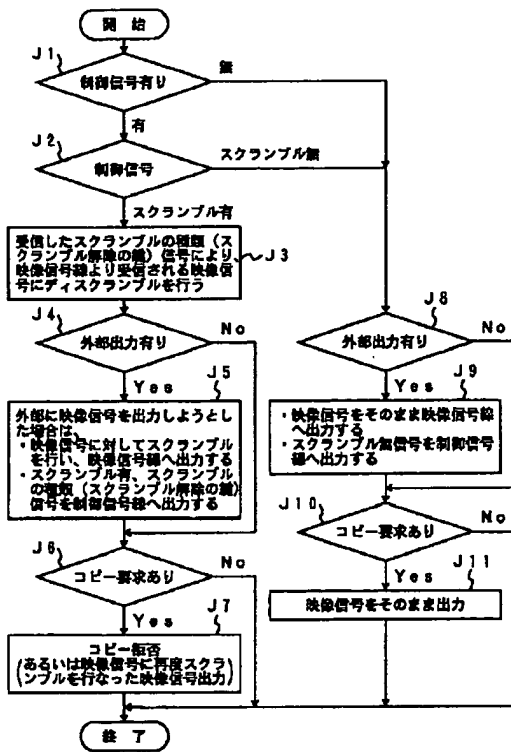 開 始
J1
制御信号有り
無
有
J2
制御信号
スクランブル無
スクランブル有
受信したスクランブルの種類(ス
クランブル解除の鍵)信号により
映像信号線より受信される映像信
号にディスクランブルを行う
J3
J4
外部出力有り
No
Yes
J5
外部に映像信号を出力しようとし
た場合は、
・映像信号に対してスクランブル
を行い、映像信号線へ出力する
・スクランブル有、スクランブル
の種類(スクランブル解除の鍵)
信号を制御信号線へ出力する
J6
コピー要求あり
No
Yes
J7
コピー拒否
(あるいは映像信号に再度スクラ
ンブルを行なった映像信号出力)
終 了
J8
外部出力有り
No
Yes
J9
・映像信号をそのまま映像信号線
へ出力する
・スクランブル無信号を制御信号
線へ出力する
J10
コピー要求あり
No
Yes
J11
映像信号をそのまま出力